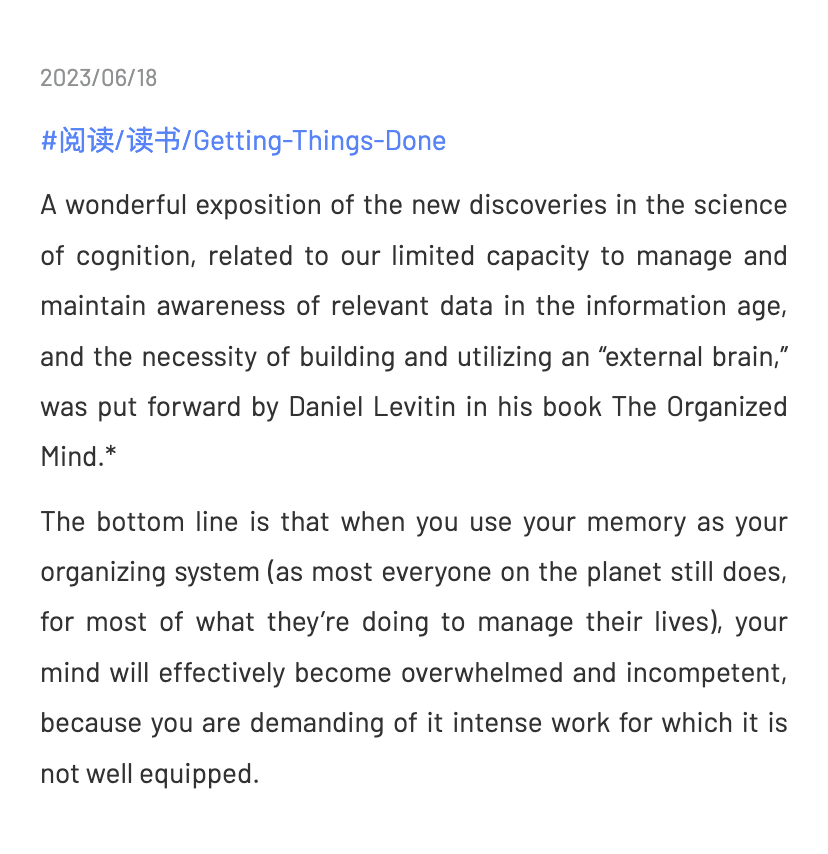 2023/06/18
#阅读/读书/Getting-Things-Done
A wonderful exposition of the new discoveries in the science
of cognition, related to our limited capacity to manage and
maintain awareness of relevant data in the information age,
and the necessity of building and utilizing an “external brain,”
was put forward by Daniel Levitin in his book The Organized
Mind.*
The bottom line is that when you use your memory as your
organizing system (as most everyone on the planet still does,
for most of what they’re doing to manage their lives), your
mind will effectively become overwhelmed and incompetent,
because you are demanding of it intense work for which it is
not well equipped.